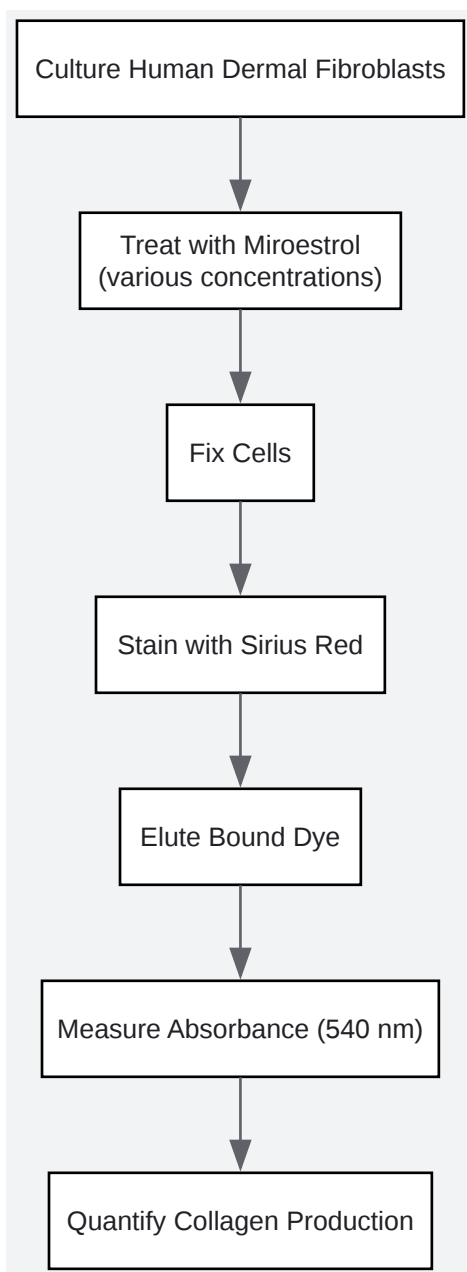 Culture Human Dermal Fibroblasts
Treat with Miroestrol
(various concentrations)
Fix Cells
Stain with Sirius Red
Elute Bound Dye
Measure Absorbance (540 nm)
Quantify Collagen Production